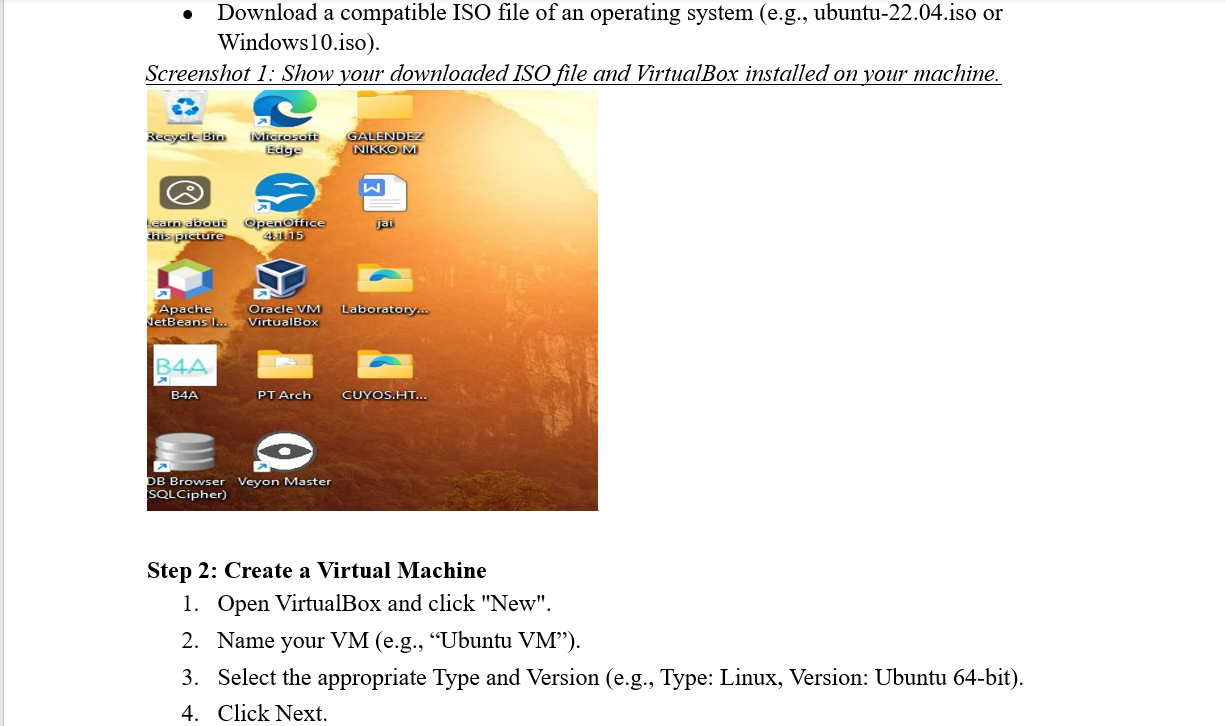 • Download a compatible ISO file of an operating system (e.g., ubuntu-22.04.iso or
Windows10.iso).
Screenshot 1: Show your downloaded ISO file and VirtualBox installed on your machine.
Recycle Bin
Microsoft
Edge
GALENDEZ
NIKKO M
Learn about
this picture
OpenOffice
4.1.15
W
jai
Apache
NetBeans I...
Oracle VM
VirtualBox
Laboratory...
B4A
B4A
PT Arch
CUYOS.HT...
DB Browser
(SQLCipher)
Veyon Master
Step 2: Create a Virtual Machine
1. Open VirtualBox and click "New".
2. Name your VM (e.g., “Ubuntu VM”).
3. Select the appropriate Type and Version (e.g., Type: Linux, Version: Ubuntu 64-bit).
4. Click Next.